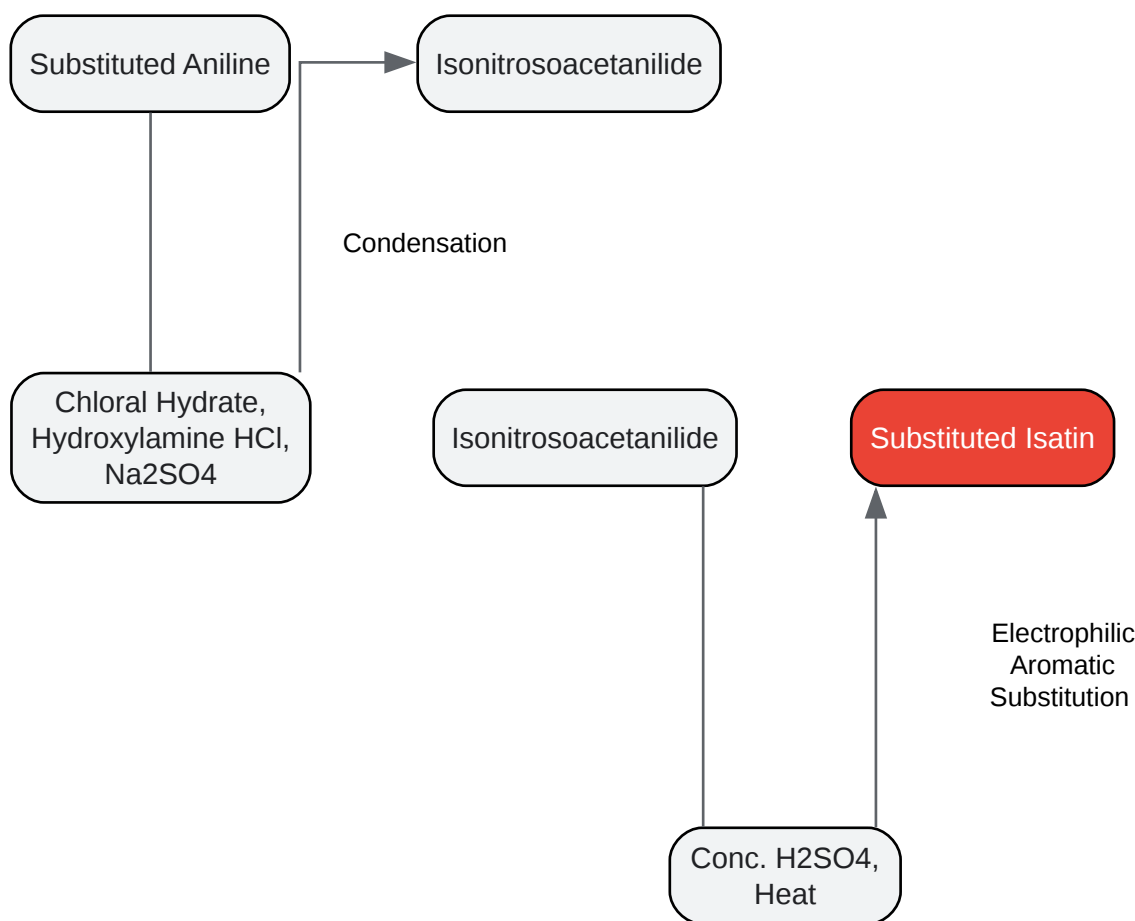 Substituted Aniline
Isonitrosoacetanilide
Condensation
Chloral Hydrate,
Hydroxylamine HCl,
Na2SO4
Isonitrosoacetanilide
Substituted Isatin
Electrophilic
Aromatic
Substitution
Conc. H2SO4,
Heat